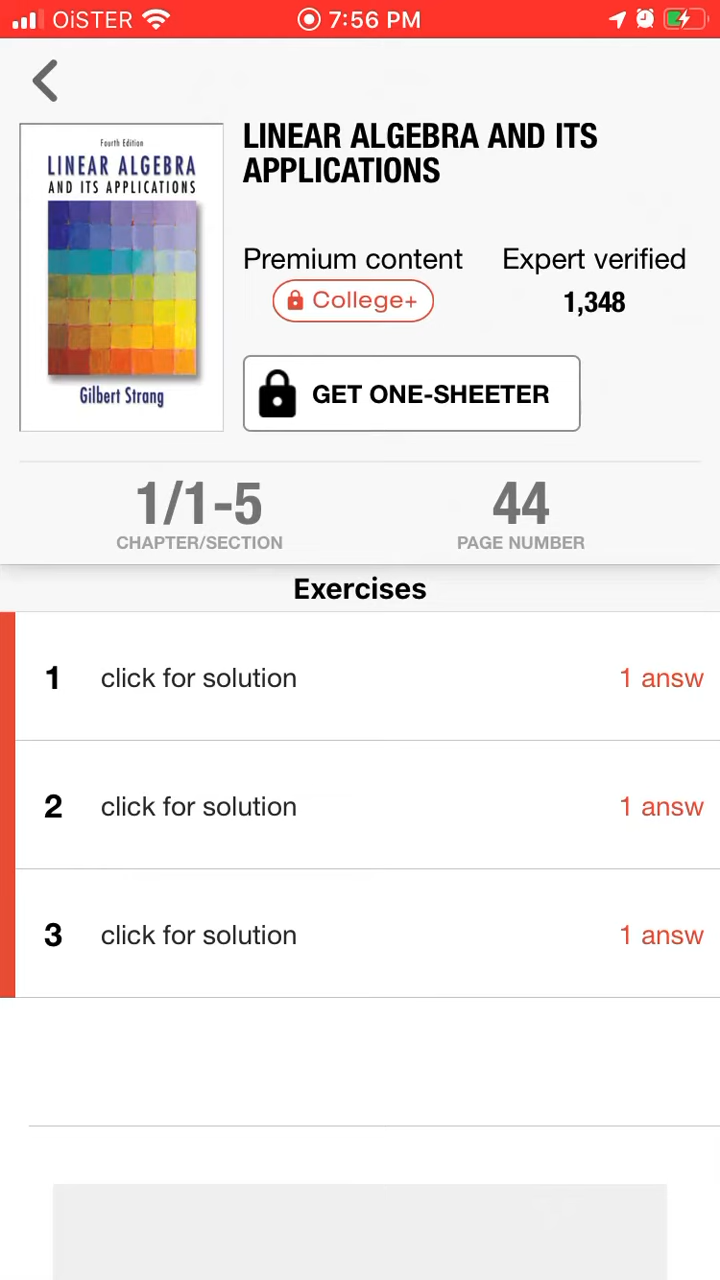 OiSTER 7:56 PM
Fourth Edition
LINEAR ALGEBRA
AND ITS APPLICATIONS
Gilbert Strang
LINEAR ALGEBRA AND ITS
APPLICATIONS
Premium content Expert verified
College+ 1,348
GET ONE-SHEETER
1/1-5 44
CHAPTER/SECTION PAGE NUMBER
Exercises
1 click for solution 1 answ
2 click for solution 1 answ
3 click for solution 1 answ